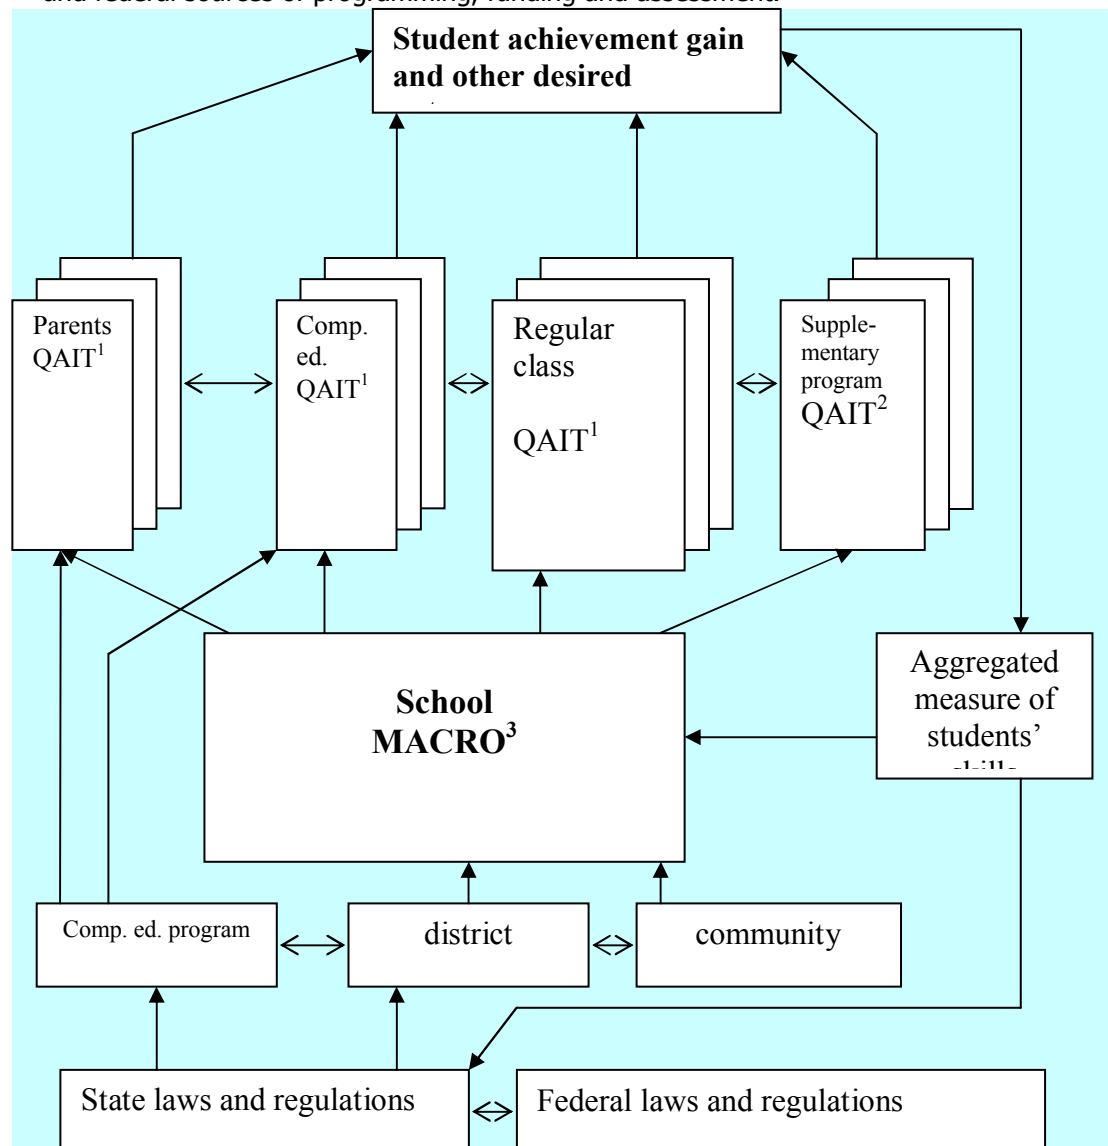 and federal sources of programming, funding and assessment.
Student achievement gain
and other desired
Parents
QAIT¹
Comp.
ed.
QAIT¹
Regular
class
QAIT¹
Supple-
mentary
program
QAIT²
School
MACRO³
Aggregated
measure of
students’
skills
Comp. ed. program
district
community
State laws and regulations
Federal laws and regulations